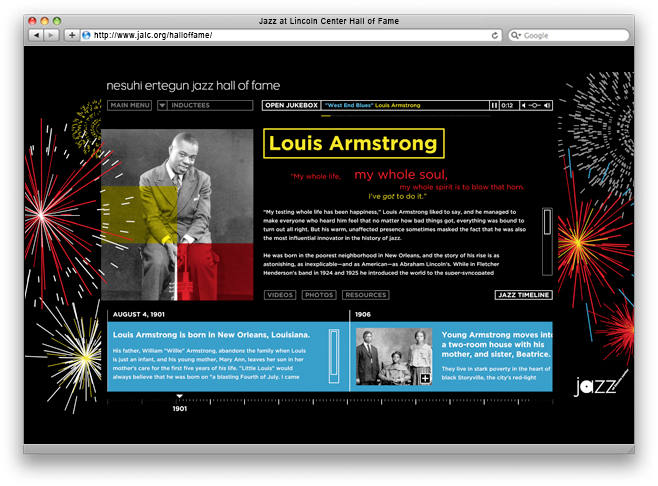 Jazz at Lincoln Center Hall of Fame
http://www.jalc.org/halloffame/
Google
nesuhi ertegun jazz hall of fame
MAIN MENU
INDUCTEES
OPEN JUKEBOX
"West End Blues" Louis Armstrong
0:12
Louis Armstrong
"My whole life,
my whole soul,
my whole spirit is to blow that horn.
I've got to do it."
"My testing whole life has been happiness," Louis Armstrong liked to say, and he managed to
make everyone who heard him feel that no matter how bad things got, everything was bound to
turn out all right. But his warm, unaffected presence sometimes masked the fact that he was also
the most influential innovator in the history of jazz.
He was born in the poorest neighborhood in New Orleans, and the story of his rise is as
astonishing, as inexplicable—and as American—as Abraham Lincoln's. While in Fletcher
Henderson's band in 1924 and 1925 he introduced the world to the super-syncopated
VIDEOS
PHOTOS
RESOURCES
JAZZ TIMELINE
AUGUST 4, 1901
Louis Armstrong is born in New Orleans, Louisiana.
His father, William "Willie" Armstrong, abandons the family when Louis
is just an infant, and his young mother, Mary Ann, leaves her son in her
mother's care for the first five years of his life. "Little Louis" would
always believe that he was born on "a blasting Fourth of July. I came
1906
Young Armstrong moves into
a two-room house with his
mother, and sister, Beatrice.
They live in stark poverty in the heart of
black Storyville, the city's red-light
1901
jazz